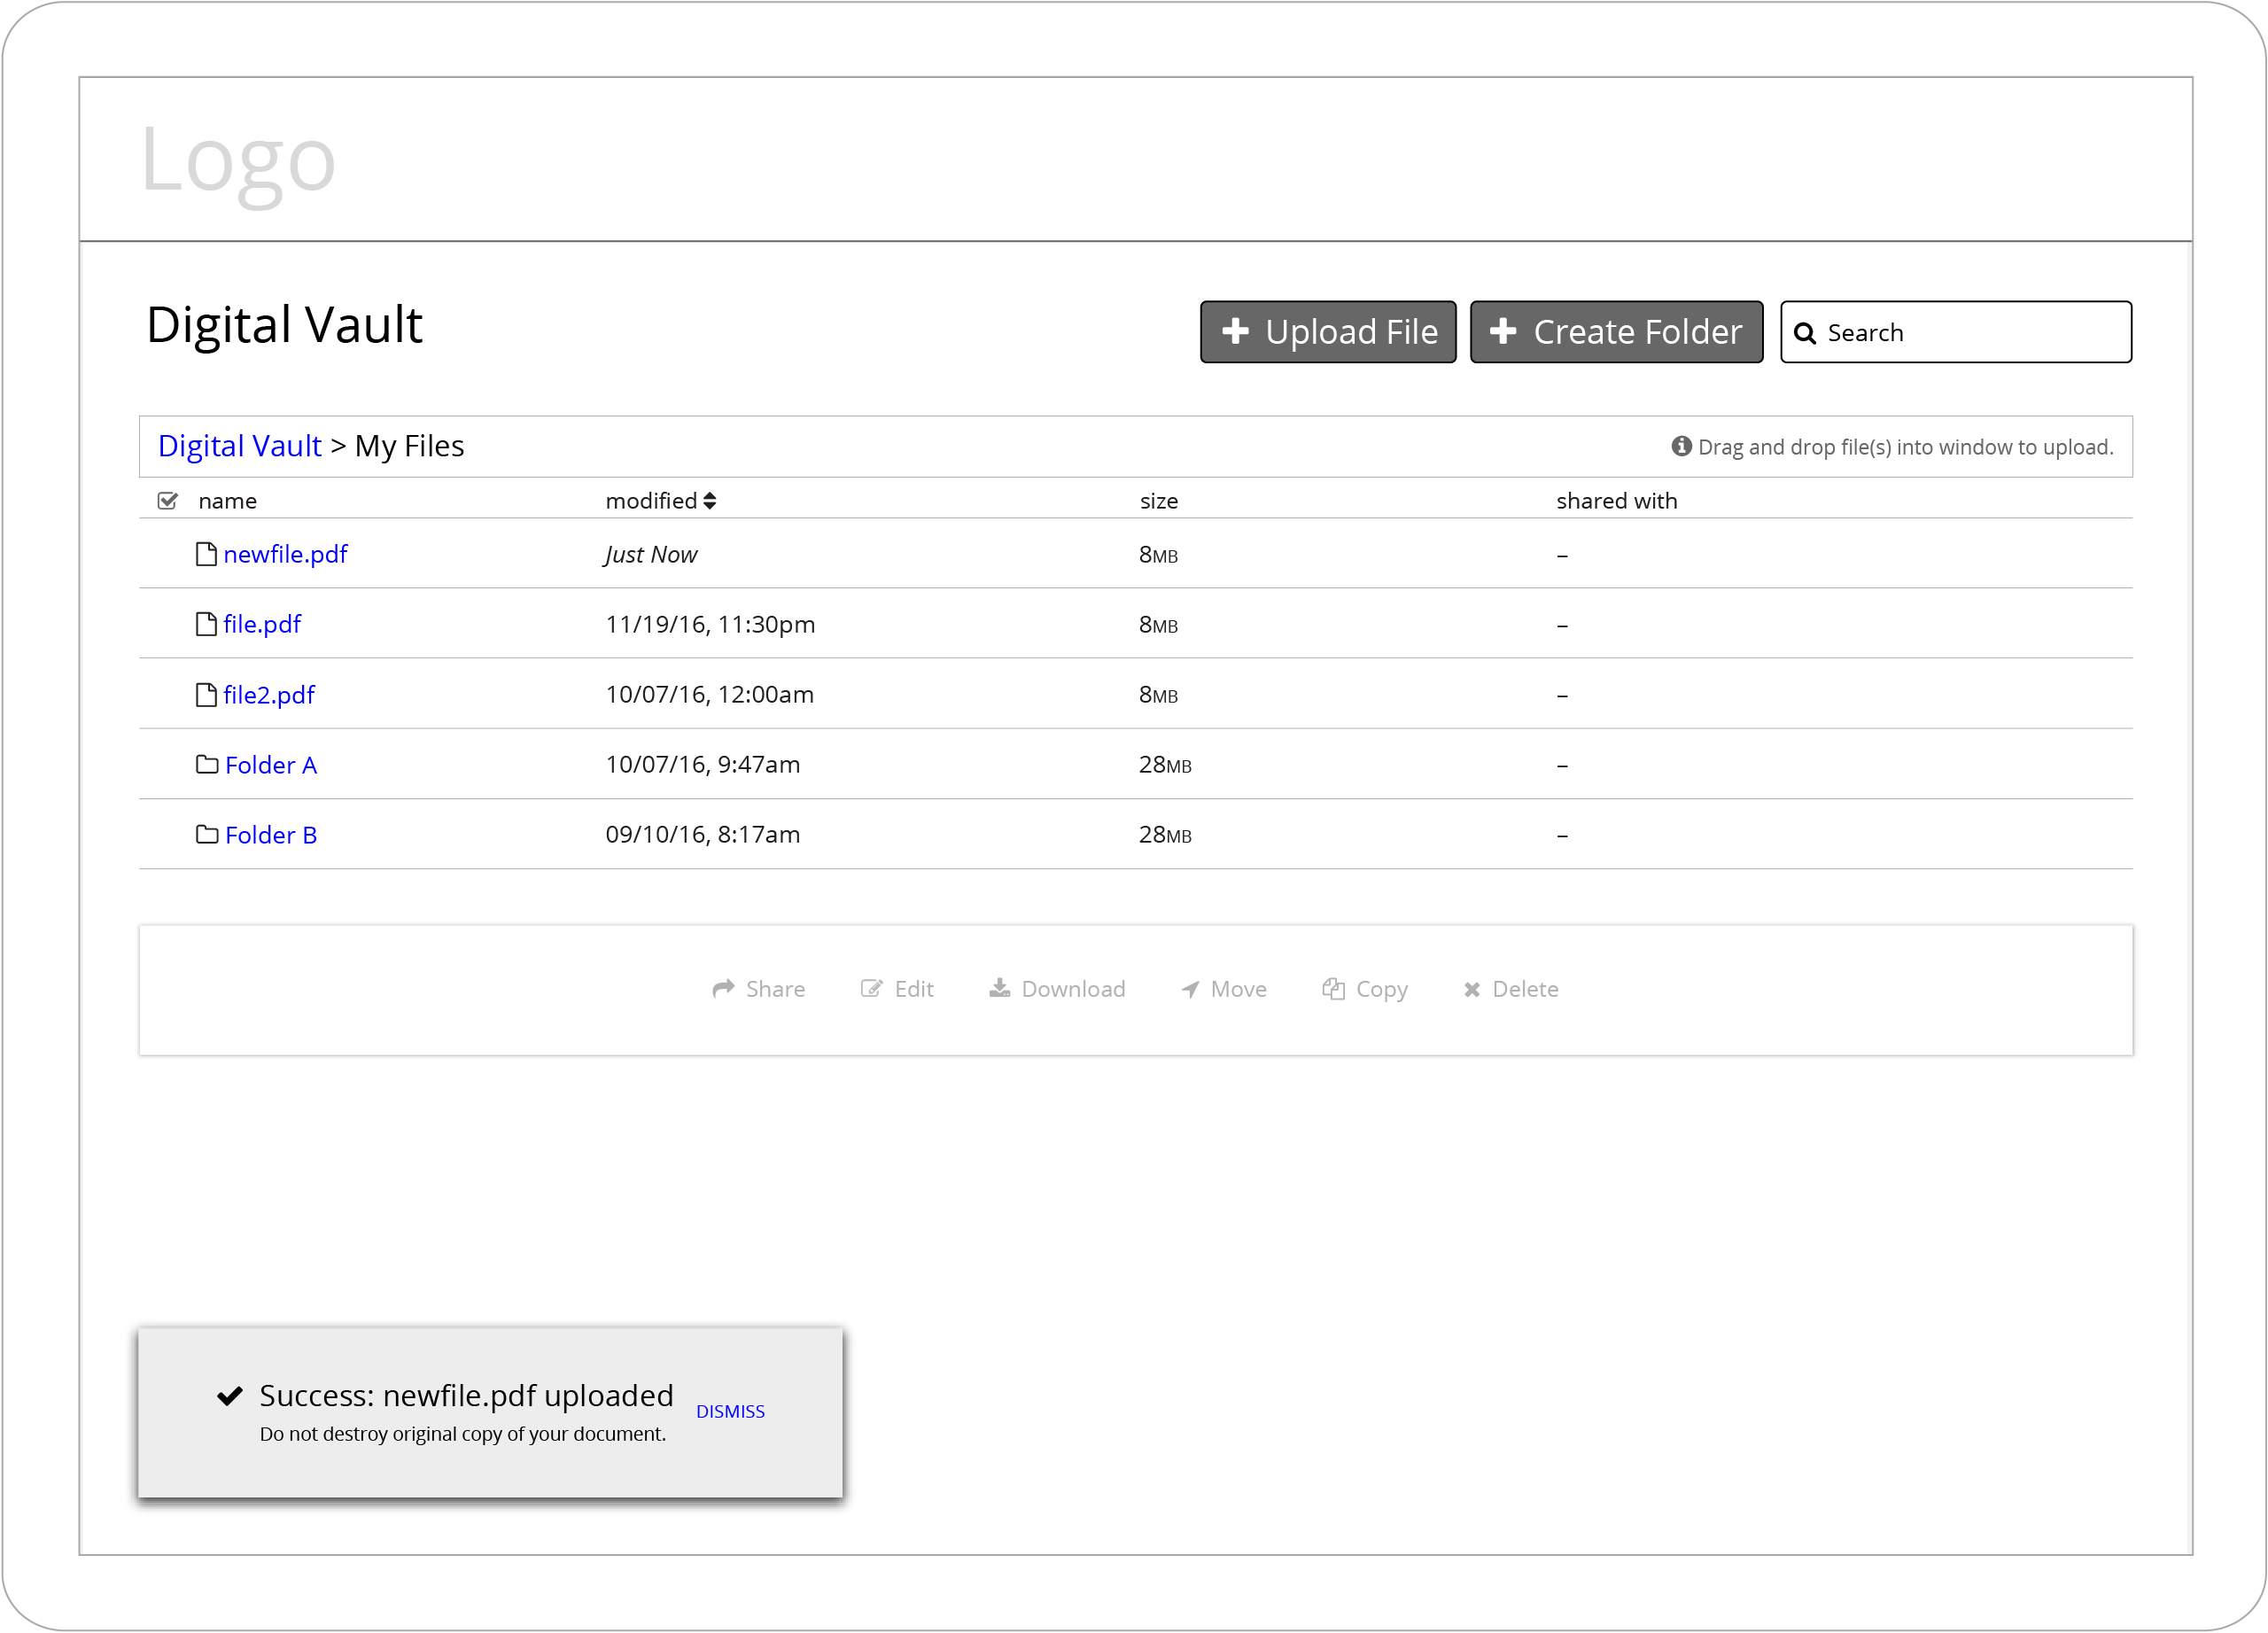 Logo
Digital Vault
Upload File
Create Folder
Search
Digital Vault > My Files
Drag and drop file(s) into window to upload.
name modified size shared with
newfile.pdf Just Now 8MB –
file.pdf 11/19/16, 11:30pm 8MB –
file2.pdf 10/07/16, 12:00am 8MB –
Folder A 10/07/16, 9:47am 28MB –
Folder B 09/10/16, 8:17am 28MB –
Share Edit Download Move Copy Delete
Success: newfile.pdf uploaded
DISMISS
Do not destroy original copy of your document.